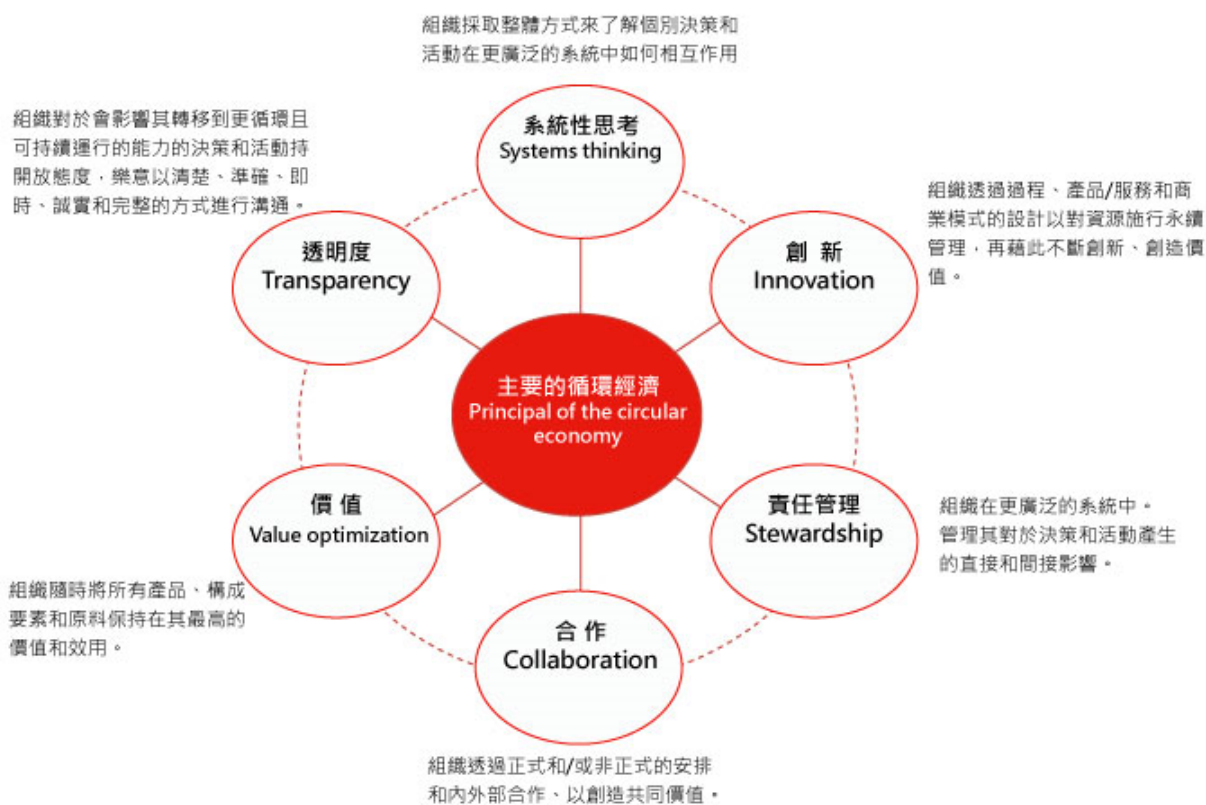 組織採取整體方式來了解個別決策和
活動在更廣泛的系統中如何相互作用
系統性思考
Systems thinking
組織對於會影響其轉移到更循環且
可持續運行的能力的決策和活動持
開放態度，樂意以清楚、準確、即
時、誠實和完整的方式進行溝通。
透明度
Transparency
創 新
Innovation
組織透過過程、產品/服務和商
業模式的設計以對資源施行永續
管理，再藉此不斷創新、創造價
值。
主要的循環經濟
Principal of the circular
economy
價 值
Value optimization
組織隨時將所有產品、構成
要素和原料保持在其最高的
價值和效用。
責任管理
Stewardship
組織在更廣泛的系統中。
管理其對於決策和活動產生
的直接和間接影響。
合 作
Collaboration
組織透過正式和/或非正式的安排
和內外部合作、以創造共同價值。